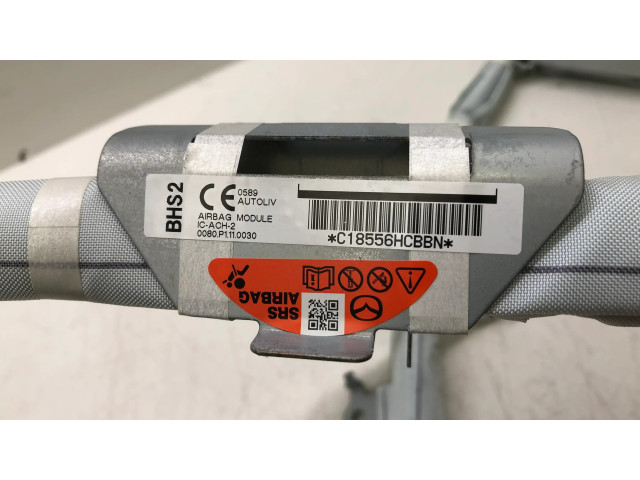 BHS2
CE 0589
AUTOLIV
AIRBAG MODULE
IC-ACH-2
0080.P1.11.0030
*C18556HCBBN*
SRS
AIRBAG